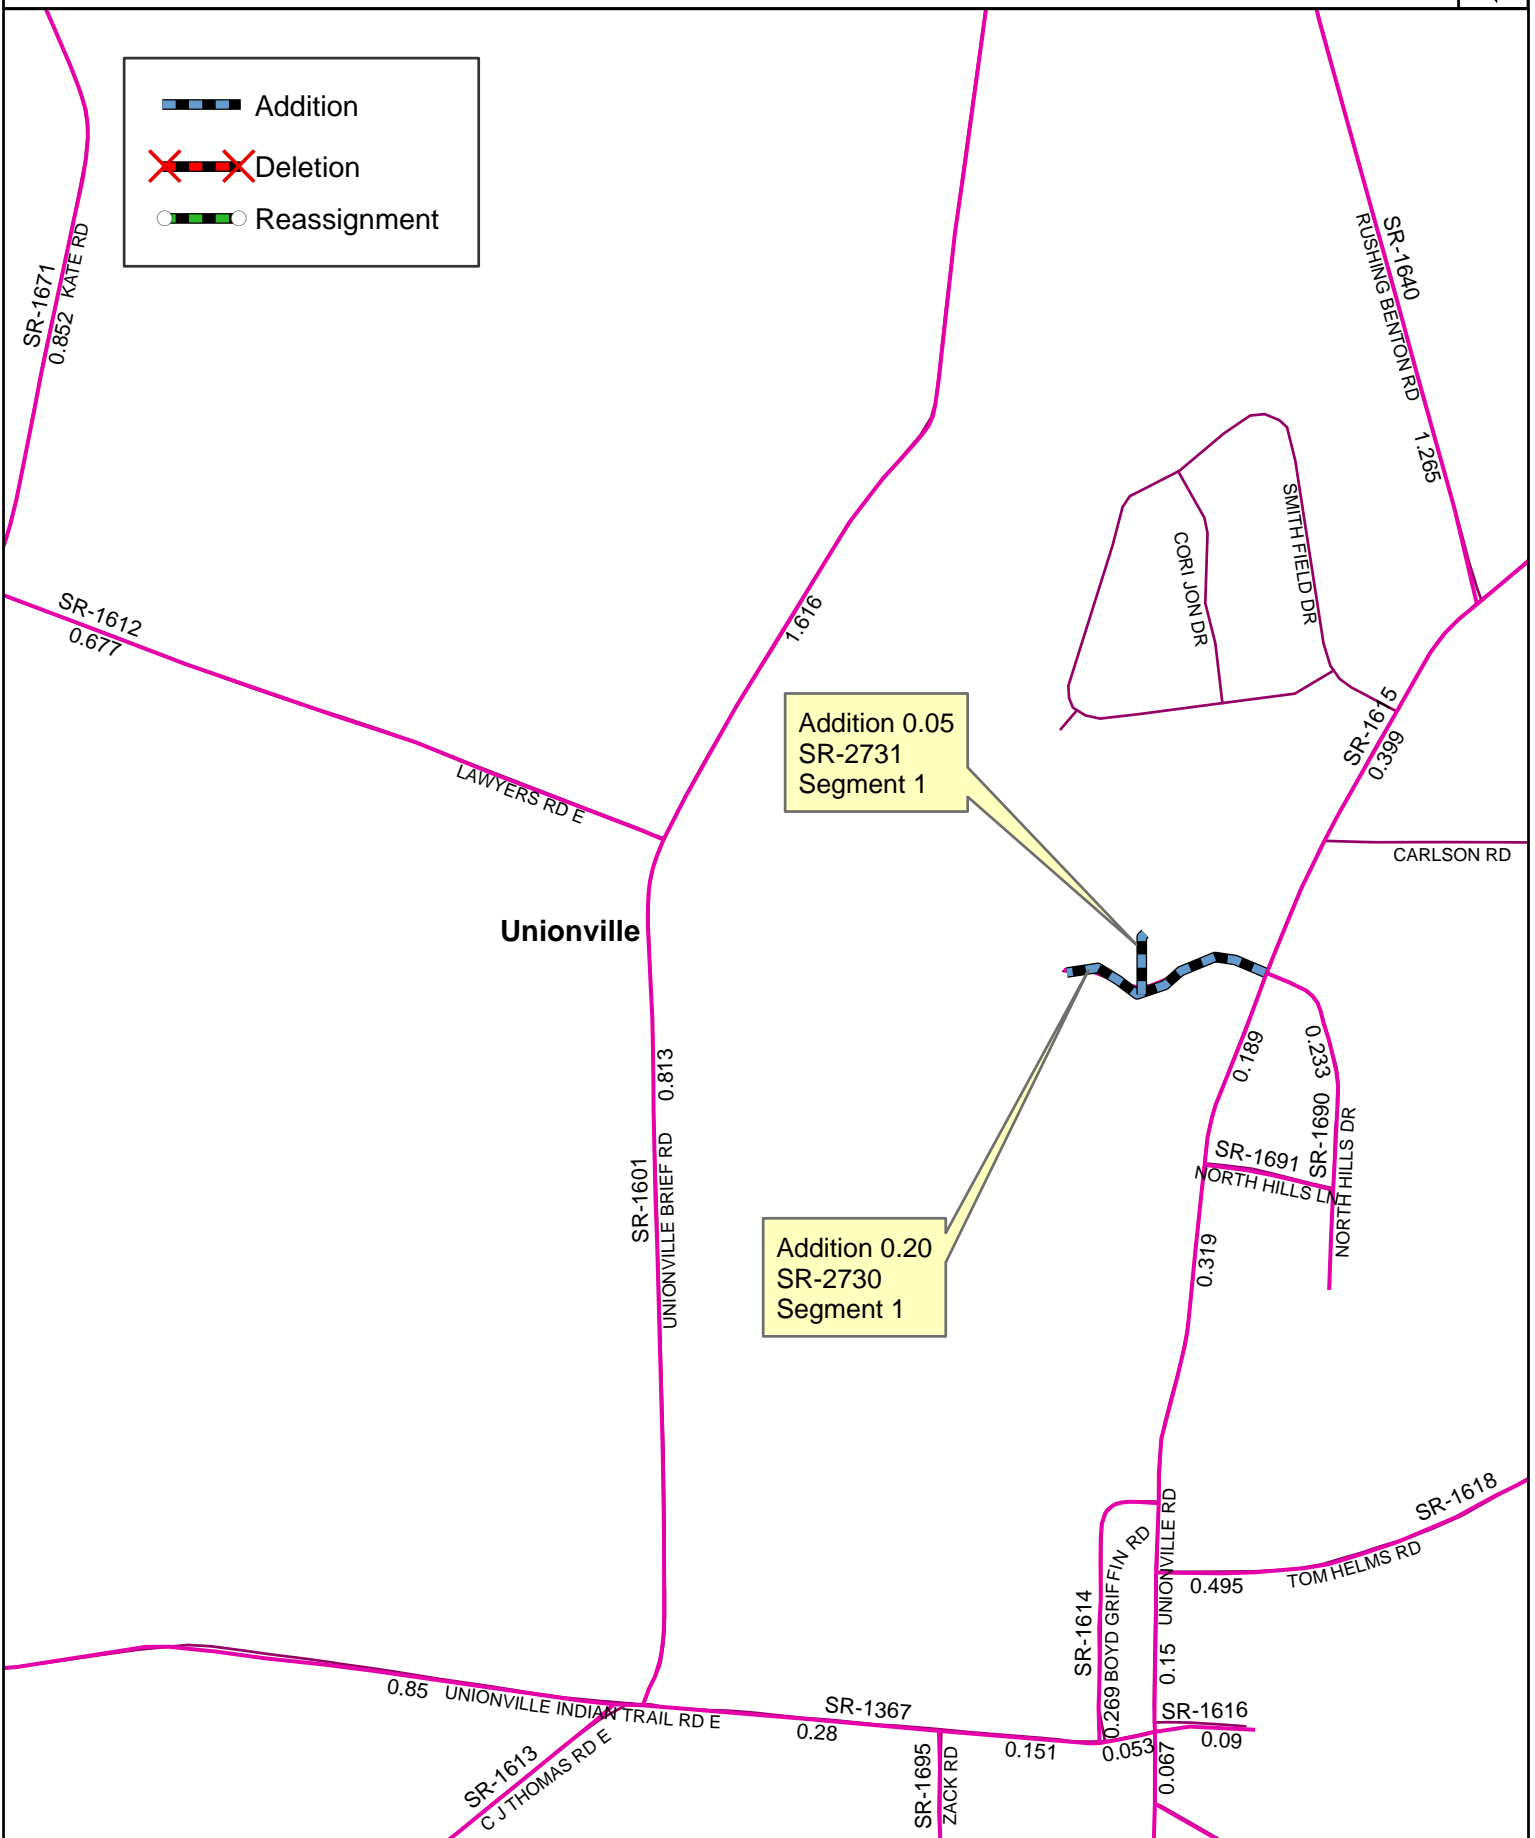 Addition
Deletion
Reassignment
SR-1671
0.852 KATE RD
SR-1640
RUSHING BENTON RD
1.265
SMITH FIELD DR
CORI JON DR
SR-1612
0.677
1.616
LAWYERS RD E
Addition 0.05
SR-2731
Segment 1
SR-1615
0.399
CARLSON RD
Unionville
0.813
SR-1601
UNIONVILLE BRIEF RD
0.189
0.233
SR-1690
NORTH HILLS DR
SR-1691
NORTH HILLS LN
0.319
Addition 0.20
SR-2730
Segment 1
SR-1618
TOM HELMS RD
0.495
UNIONVILLE RD
0.15
SR-1614
0.269 BOYD GRIFFIN RD
0.85 UNIONVILLE INDIAN TRAIL RD E
SR-1367
0.28
0.151
0.053
SR-1616
0.09
0.067
SR-1613
C J THOMAS RD E
SR-1695
ZACK RD